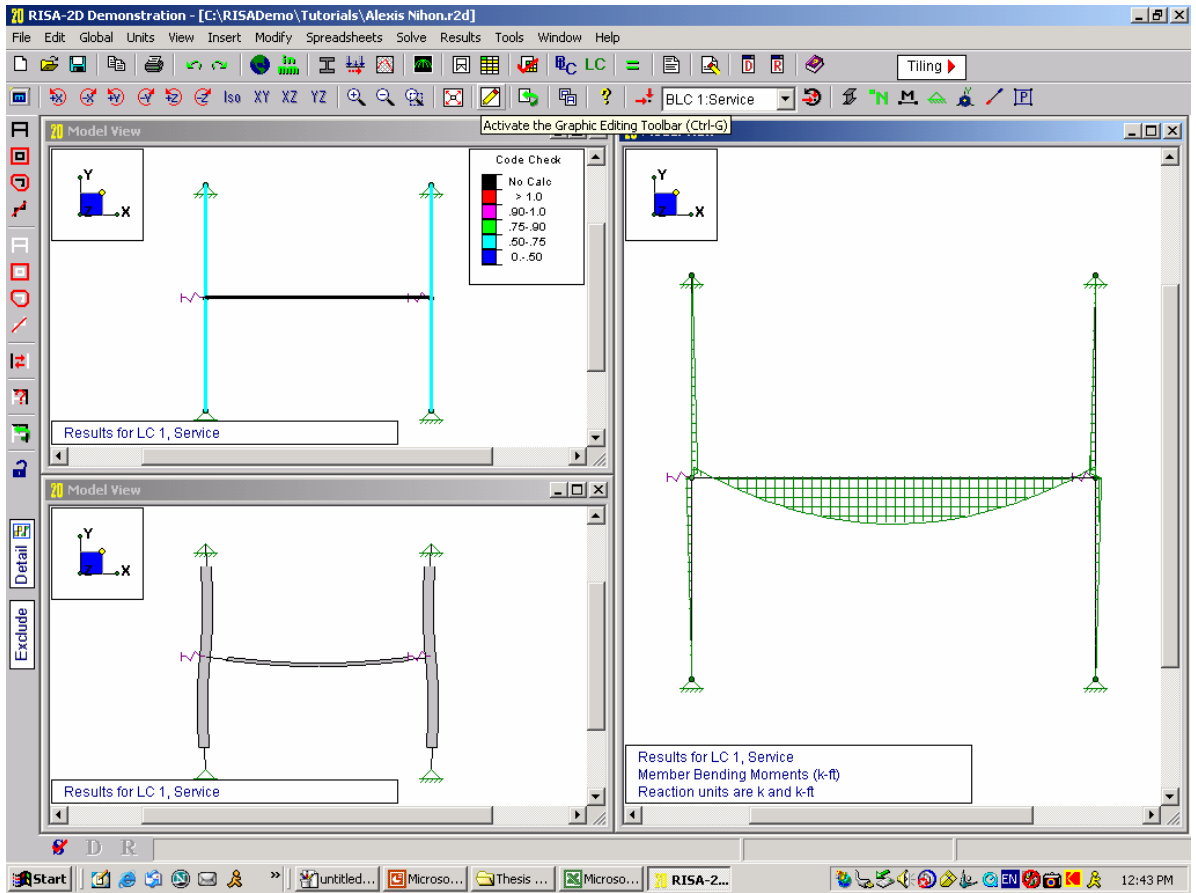 RISA-2D Demonstration - [C:\RISADemo\Tutorials\Alexis Nihon.r2d]
File Edit Global Units View Insert Modify Spreadsheets Solve Results Tools Window Help
BLC LC = D R Tiling
+X -X +Y -Y +Z -Z Iso XY XZ YZ ? BLC 1:Service N M P
Activate the Graphic Editing Toolbar (Ctrl-G)
20 Model View
Y
Z X
Code Check
No Calc
> 1.0
.90-1.0
.75-.90
.50-.75
0.-.50
Results for LC 1, Service
20 Model View
Y
Z X
Results for LC 1, Service
Y
Z X
Results for LC 1, Service
Member Bending Moments (k-ft)
Reaction units are k and k-ft
Detail
Exclude
S D R
Start » untitled... Microso... Thesis ... Microso... RISA-2... EN 12:43 PM